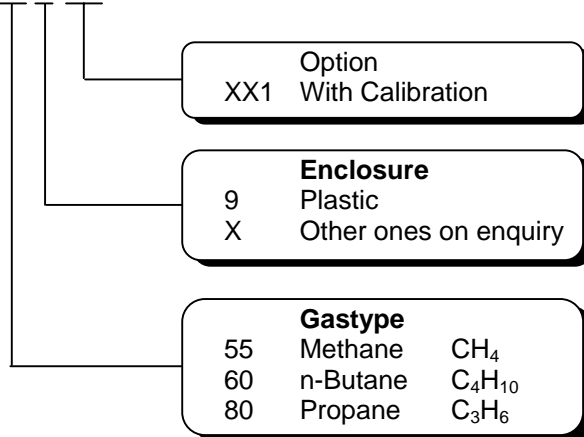 Option
XX1 With Calibration
Enclosure
9 Plastic
X Other ones on enquiry
Gastype
55 Methane CH₄
60 n-Butane C₄H₁₀
80 Propane C₃H₆